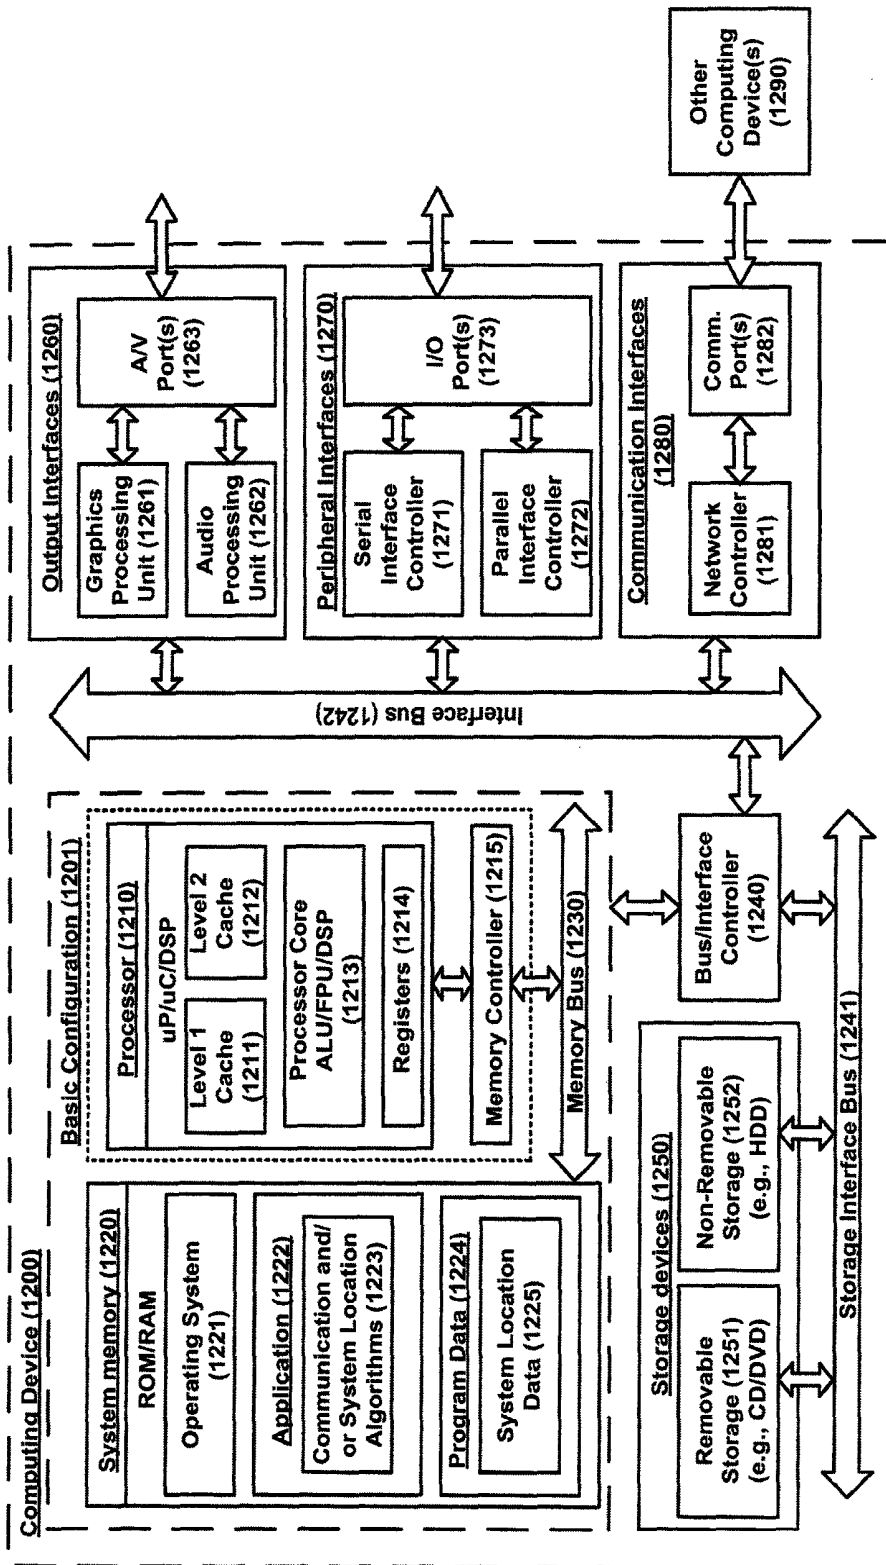 Computing Device (1200)
Basic Configuration (1201)
System memory (1220)
ROM/RAM
Operating System
(1221)
Application (1222)
Communication and/
or System Location
Algorithms (1223)
Program Data (1224)
System Location
Data (1225)
Processor (1210)
uP/uC/DSP
Level 1
Cache
(1211)
Level 2
Cache
(1212)
Processor Core
ALU/FPU/DSP
(1213)
Registers (1214)
Memory Controller (1215)
Memory Bus (1230)
Storage devices (1250)
Removable
Storage (1251)
(e.g., CD/DVD)
Non-Removable
Storage (1252)
(e.g., HDD)
Bus/Interface
Controller
(1240)
Storage Interface Bus (1241)
Interface Bus (1242)
Output Interfaces (1260)
Graphics
Processing
Unit (1261)
Audio
Processing
Unit (1262)
A/V
Port(s)
(1263)
Peripheral Interfaces (1270)
Serial
Interface
Controller
(1271)
Parallel
Interface
Controller
(1272)
I/O
Port(s)
(1273)
Communication Interfaces
(1280)
Network
Controller
(1281)
Comm.
Port(s)
(1282)
Other
Computing
Device(s)
(1290)